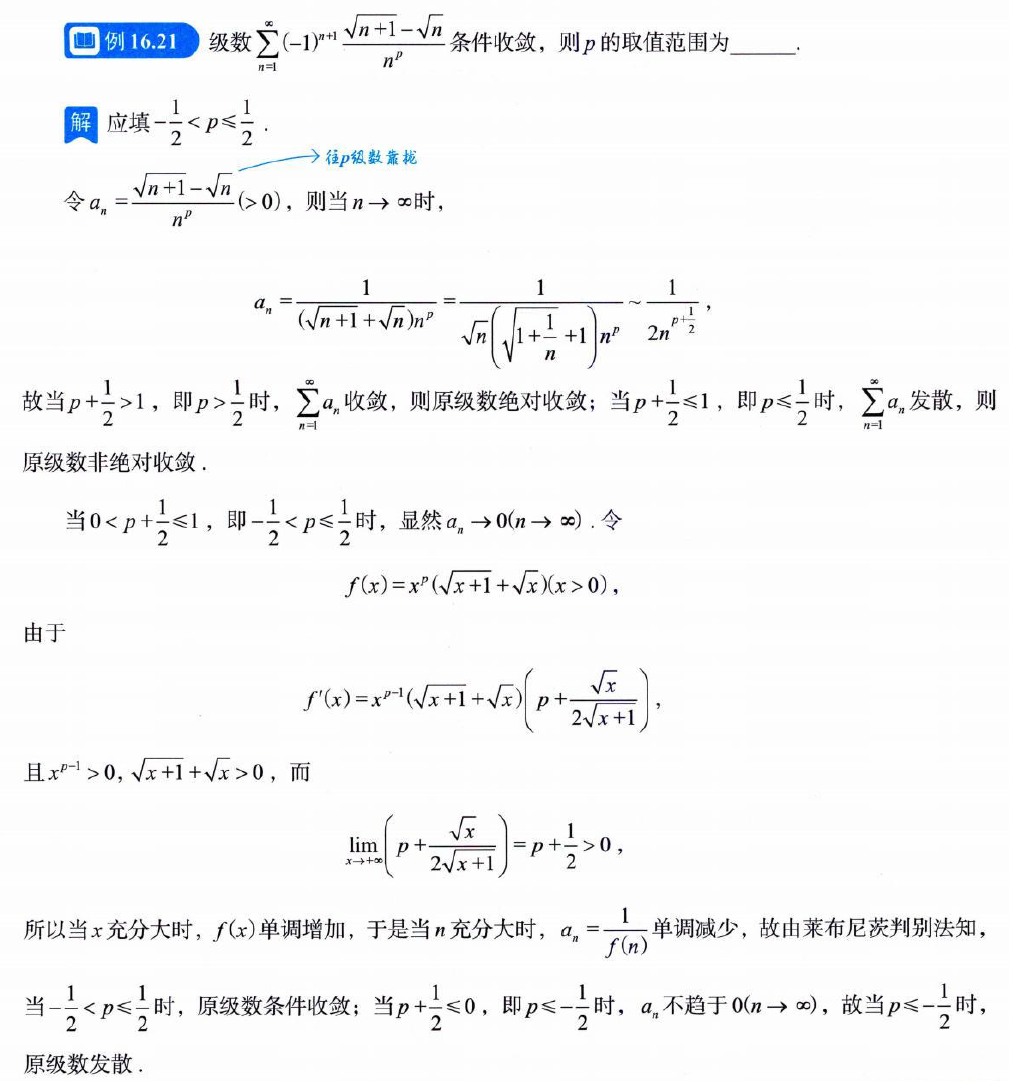 例 16.21 级数 $\sum_{n=1}^{\infty}(-1)^{n+1}\frac{\sqrt{n+1}-\sqrt{n}}{n^p}$ 条件收敛，则 $p$ 的取值范围为______.
解 应填 $-\frac{1}{2}<p\leqslant\frac{1}{2}$.
往p级数靠拢
令 $a_n=\frac{\sqrt{n+1}-\sqrt{n}}{n^p}(>0)$，则当 $n\to\infty$ 时，
$a_n=\frac{1}{(\sqrt{n+1}+\sqrt{n})n^p}=\frac{1}{\sqrt{n}\left(\sqrt{1+\frac{1}{n}}+1\right)n^p}\sim\frac{1}{2n^{p+\frac{1}{2}}}$，
故当 $p+\frac{1}{2}>1$，即 $p>\frac{1}{2}$ 时，$\sum_{n=1}^{\infty}a_n$ 收敛，则原级数绝对收敛；当 $p+\frac{1}{2}\leqslant 1$，即 $p\leqslant\frac{1}{2}$ 时，$\sum_{n=1}^{\infty}a_n$ 发散，则
原级数非绝对收敛.
当 $0<p+\frac{1}{2}\leqslant 1$，即 $-\frac{1}{2}<p\leqslant\frac{1}{2}$ 时，显然 $a_n\to 0(n\to\infty)$. 令
$f(x)=x^p(\sqrt{x+1}+\sqrt{x})(x>0)$，
由于
$f'(x)=x^{p-1}(\sqrt{x+1}+\sqrt{x})\left(p+\frac{\sqrt{x}}{2\sqrt{x+1}}\right)$，
且 $x^{p-1}>0,\sqrt{x+1}+\sqrt{x}>0$，而
$\lim_{x\to+\infty}\left(p+\frac{\sqrt{x}}{2\sqrt{x+1}}\right)=p+\frac{1}{2}>0$，
所以当 $x$ 充分大时，$f(x)$ 单调增加，于是当 $n$ 充分大时，$a_n=\frac{1}{f(n)}$ 单调减少，故由莱布尼茨判别法知，
当 $-\frac{1}{2}<p\leqslant\frac{1}{2}$ 时，原级数条件收敛；当 $p+\frac{1}{2}\leqslant 0$，即 $p\leqslant-\frac{1}{2}$ 时，$a_n$ 不趋于 $0(n\to\infty)$，故当 $p\leqslant-\frac{1}{2}$ 时，
原级数发散.